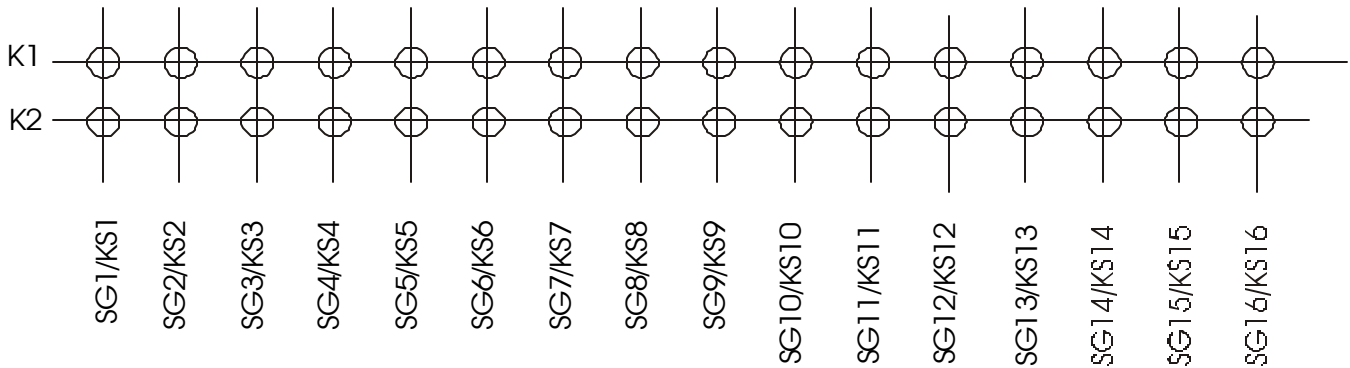 K1
K2
SG1/KS1
SG2/KS2
SG3/KS3
SG4/KS4
SG5/KS5
SG6/KS6
SG7/KS7
SG8/KS8
SG9/KS9
SG10/KS10
SG11/KS11
SG12/KS12
SG13/KS13
SG14/KS14
SG15/KS15
SG16/KS16